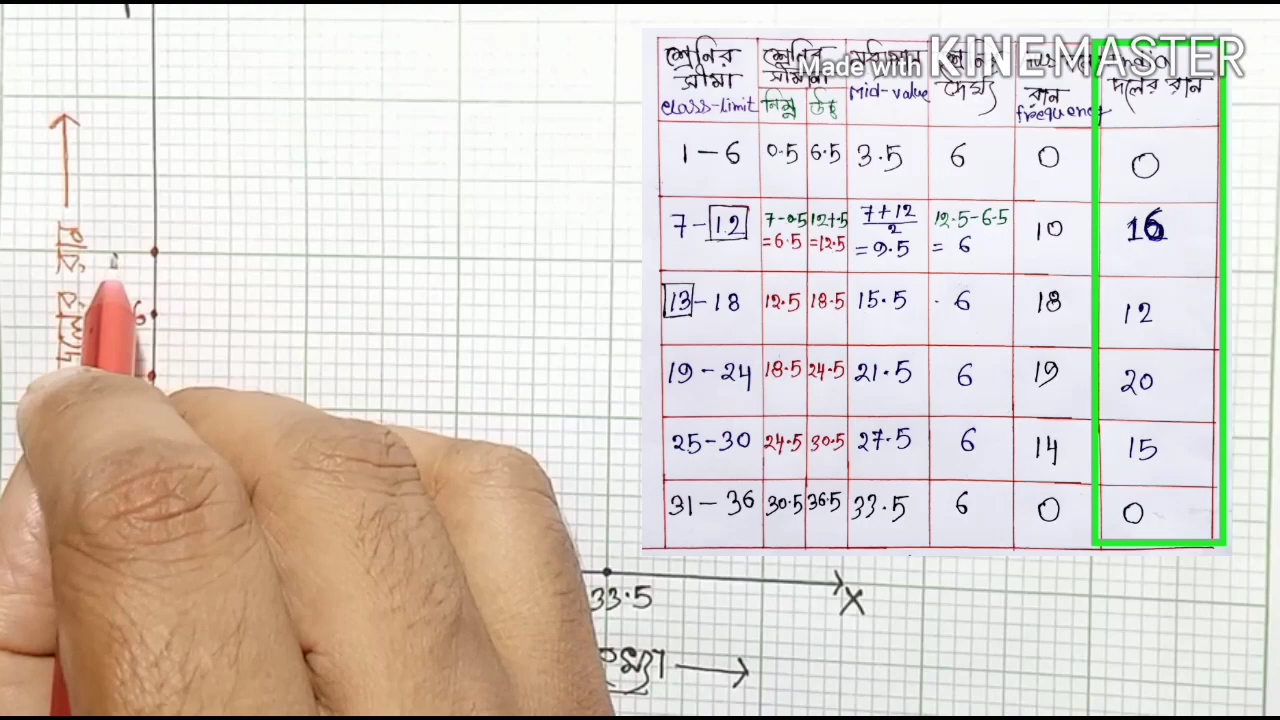 Made with KINEMASTER
শ্রেণির
সীমা
class-limit
শ্রেণির
নিম্ন উচ্চ
Mid-value
দৈর্ঘ্য
রান
frequency
দলের রান
1-6 0.5 6.5 3.5 6 0 0
7-12 7-0.5 =6.5 12+.5 =12.5 7+12/2 =9.5 12.5-6.5 = 6 10 16
13-18 12.5 18.5 15.5 6 18 12
19-24 18.5 24.5 21.5 6 19 20
25-30 24.5 30.5 27.5 6 14 15
31-36 30.5 36.5 33.5 6 0 0
33.5
X